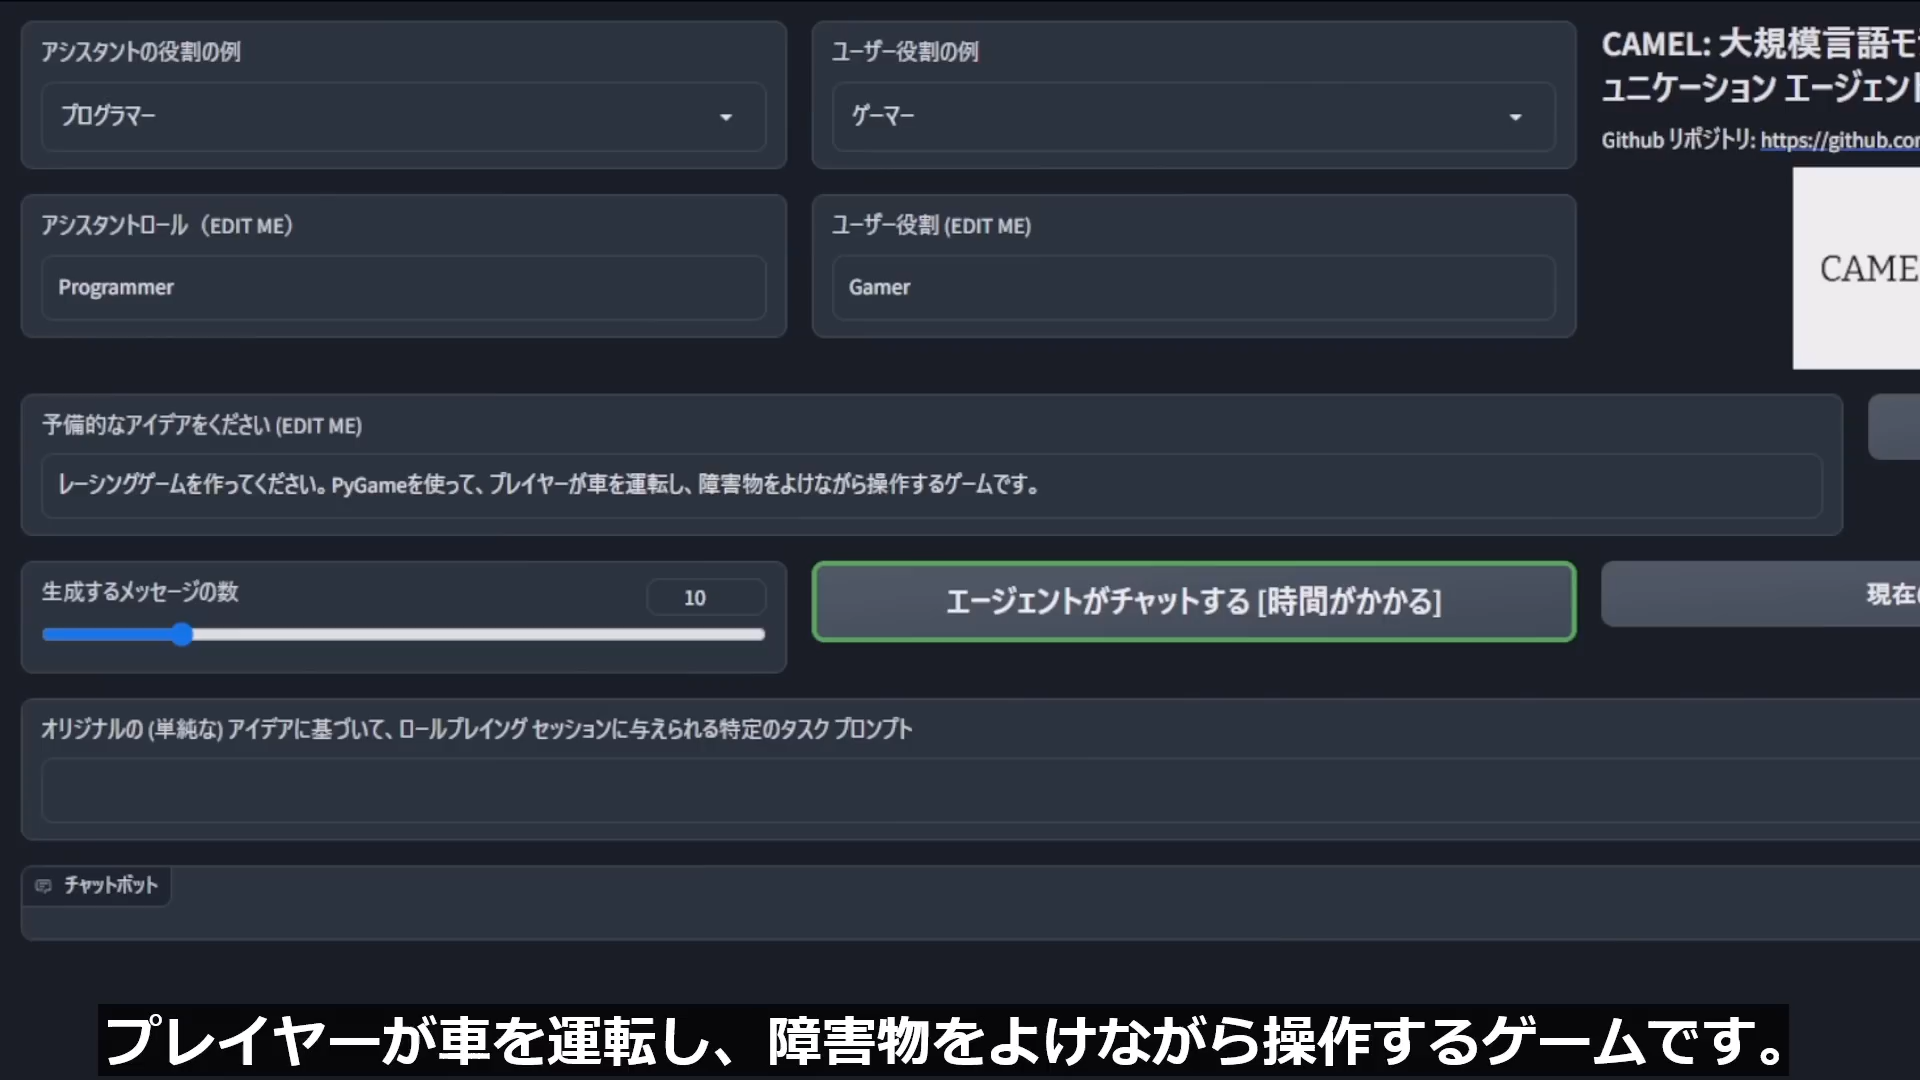 アシスタントの役割の例
プログラマー
ユーザー役割の例
ゲーマー
CAMEL: 大規模言語モ
ュニケーション エージェント
Github リポジトリ: https://github.com
アシスタントロール（EDIT ME）
Programmer
ユーザー役割 (EDIT ME)
Gamer
CAME
予備的なアイデアをください (EDIT ME)
レーシングゲームを作ってください。PyGameを使って、プレイヤーが車を運転し、障害物をよけながら操作するゲームです。
生成するメッセージの数
10
エージェントがチャットする [時間がかかる]
現在
オリジナルの (単純な) アイデアに基づいて、ロールプレイング セッションに与えられる特定のタスク プロンプト
チャットボット
プレイヤーが車を運転し、障害物をよけながら操作するゲームです。